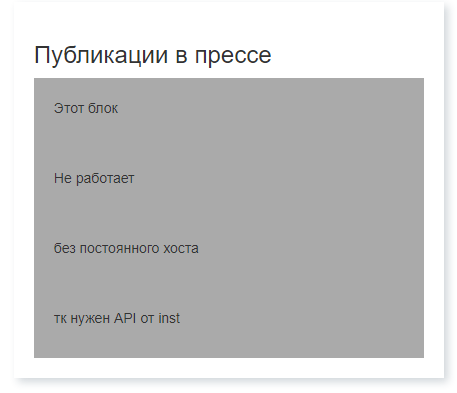 Публикации в прессе
Этот блок
Не работает
без постоянного хоста
тк нужен API от inst